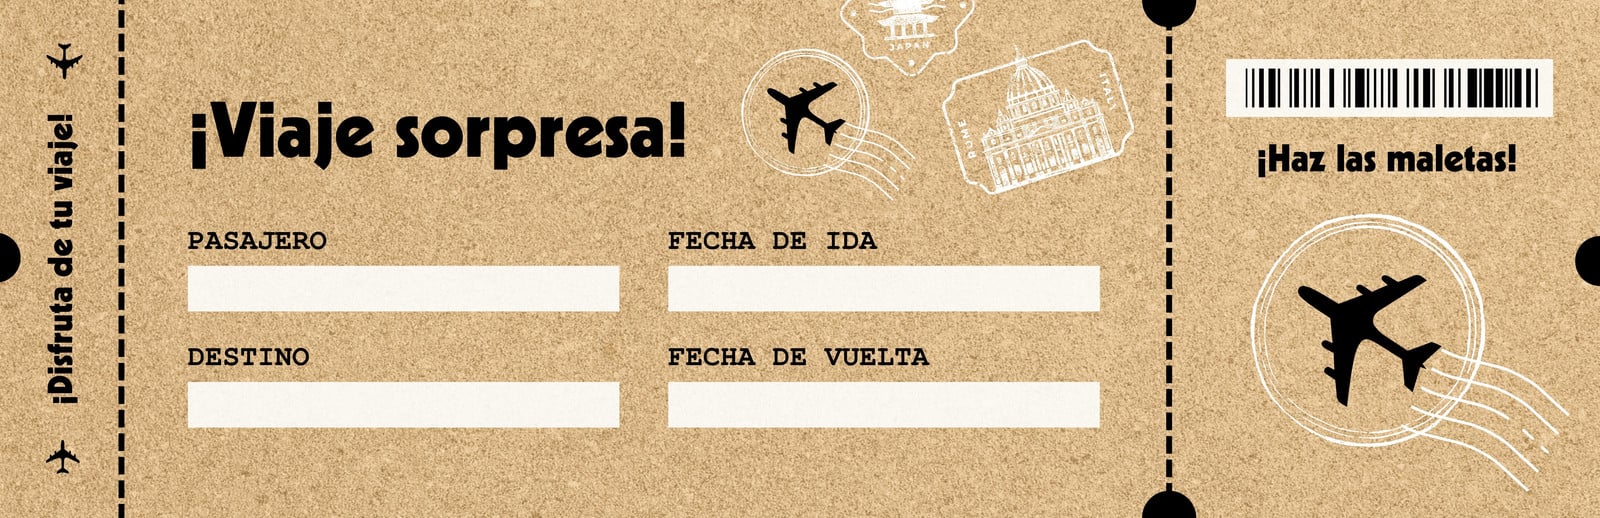 ¡Disfruta de tu viaje!
¡Viaje sorpresa!
JAPAN
ROME
ITALY
PASAJERO
FECHA DE IDA
DESTINO
FECHA DE VUELTA
¡Haz las maletas!